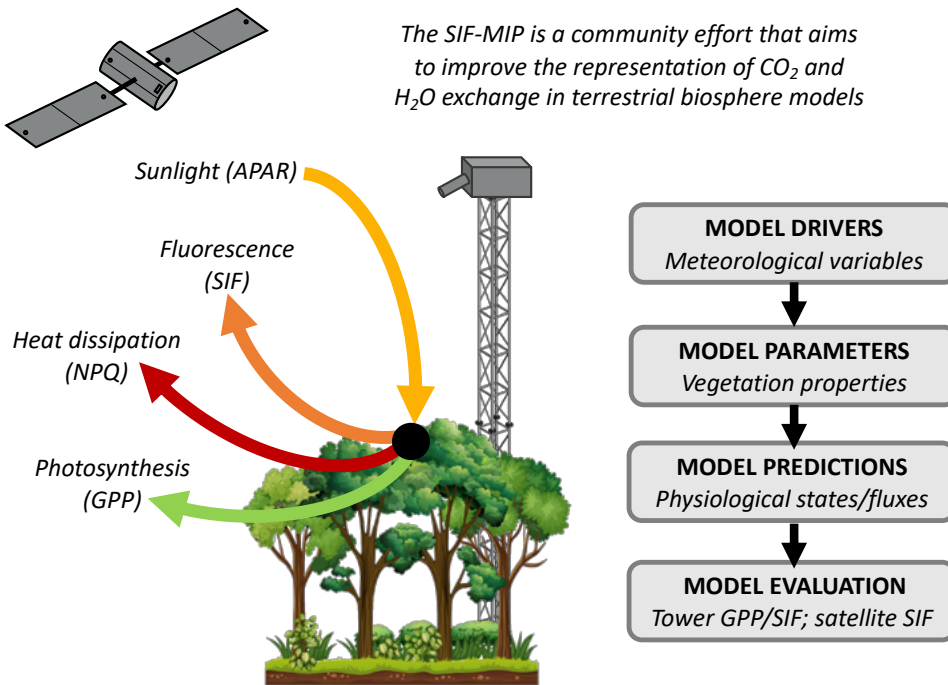 The SIF-MIP is a community effort that aims
to improve the representation of CO₂ and
H₂O exchange in terrestrial biosphere models
Sunlight (APAR)
Fluorescence
(SIF)
Heat dissipation
(NPQ)
Photosynthesis
(GPP)
MODEL DRIVERS
Meteorological variables
MODEL PARAMETERS
Vegetation properties
MODEL PREDICTIONS
Physiological states/fluxes
MODEL EVALUATION
Tower GPP/SIF; satellite SIF